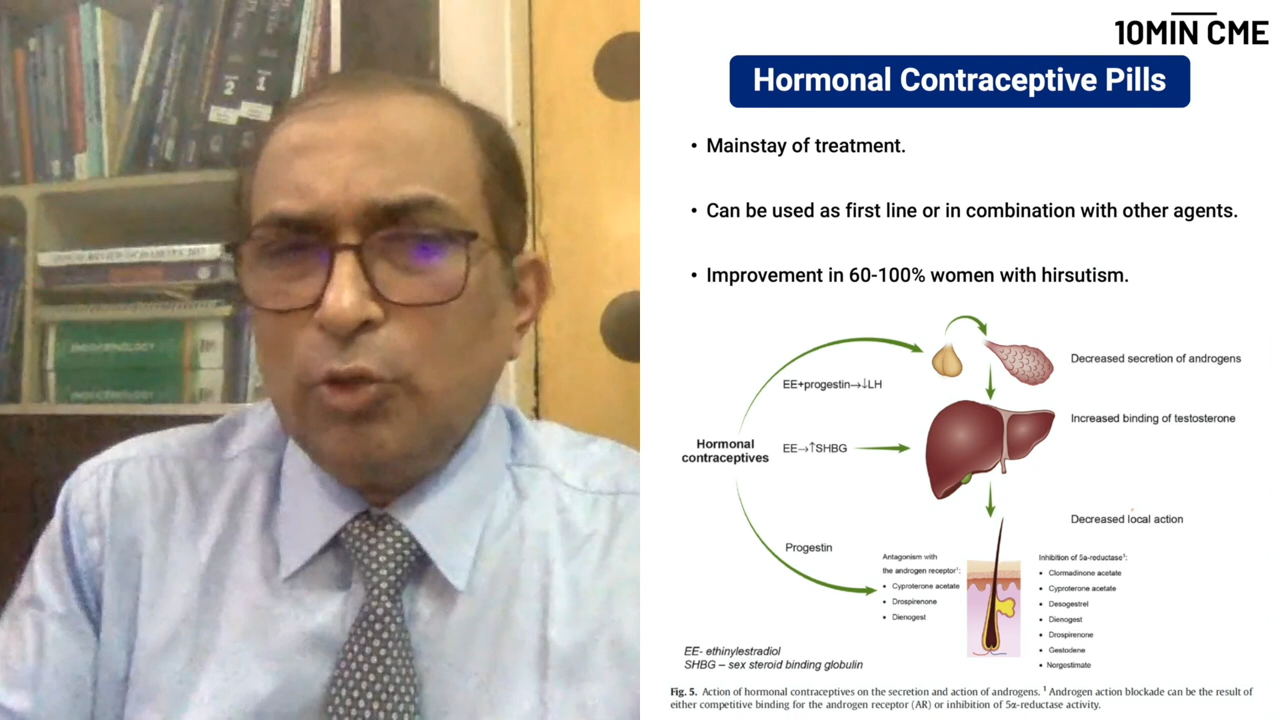 10MIN CME
Hormonal Contraceptive Pills
• Mainstay of treatment.
• Can be used as first line or in combination with other agents.
• Improvement in 60-100% women with hirsutism.
EE+progestin→↓LH
Decreased secretion of androgens
Hormonal
contraceptives
EE→↑SHBG
Increased binding of testosterone
Progestin
Decreased local action
Antagonism with
the androgen receptor¹:
• Cyproterone acetate
• Drospirenone
• Dienogest
Inhibition of 5a-reductase¹:
• Clormadinone acetate
• Cyproterone acetate
• Desogestrel
• Dienogest
• Drospirenone
• Gestodene
• Norgestimate
EE- ethinylestradiol
SHBG – sex steroid binding globulin
Fig. 5. Action of hormonal contraceptives on the secretion and action of androgens. ¹ Androgen action blockade can be the result of
either competitive binding for the androgen receptor (AR) or inhibition of 5α-reductase activity.
2
1
ENDOCRINOLOGY
ENDOCRINOLOGY